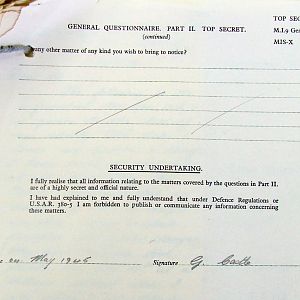 TOP SEC
GENERAL QUESTIONNAIRE. PART II. TOP SECRET.
(continued)
M.I.9 Gen
MIS-X
any other matter of any kind you wish to bring to notice?
SECURITY UNDERTAKING.
I fully realise that all information relating to the matters covered by the questions in Part II.
are of a highly secret and official nature.
I have had explained to me and fully understand that under Defence Regulations or
U.S.A.R. 380-5 I am forbidden to publish or communicate any information concerning
these matters.
on May 1945 Signature G.